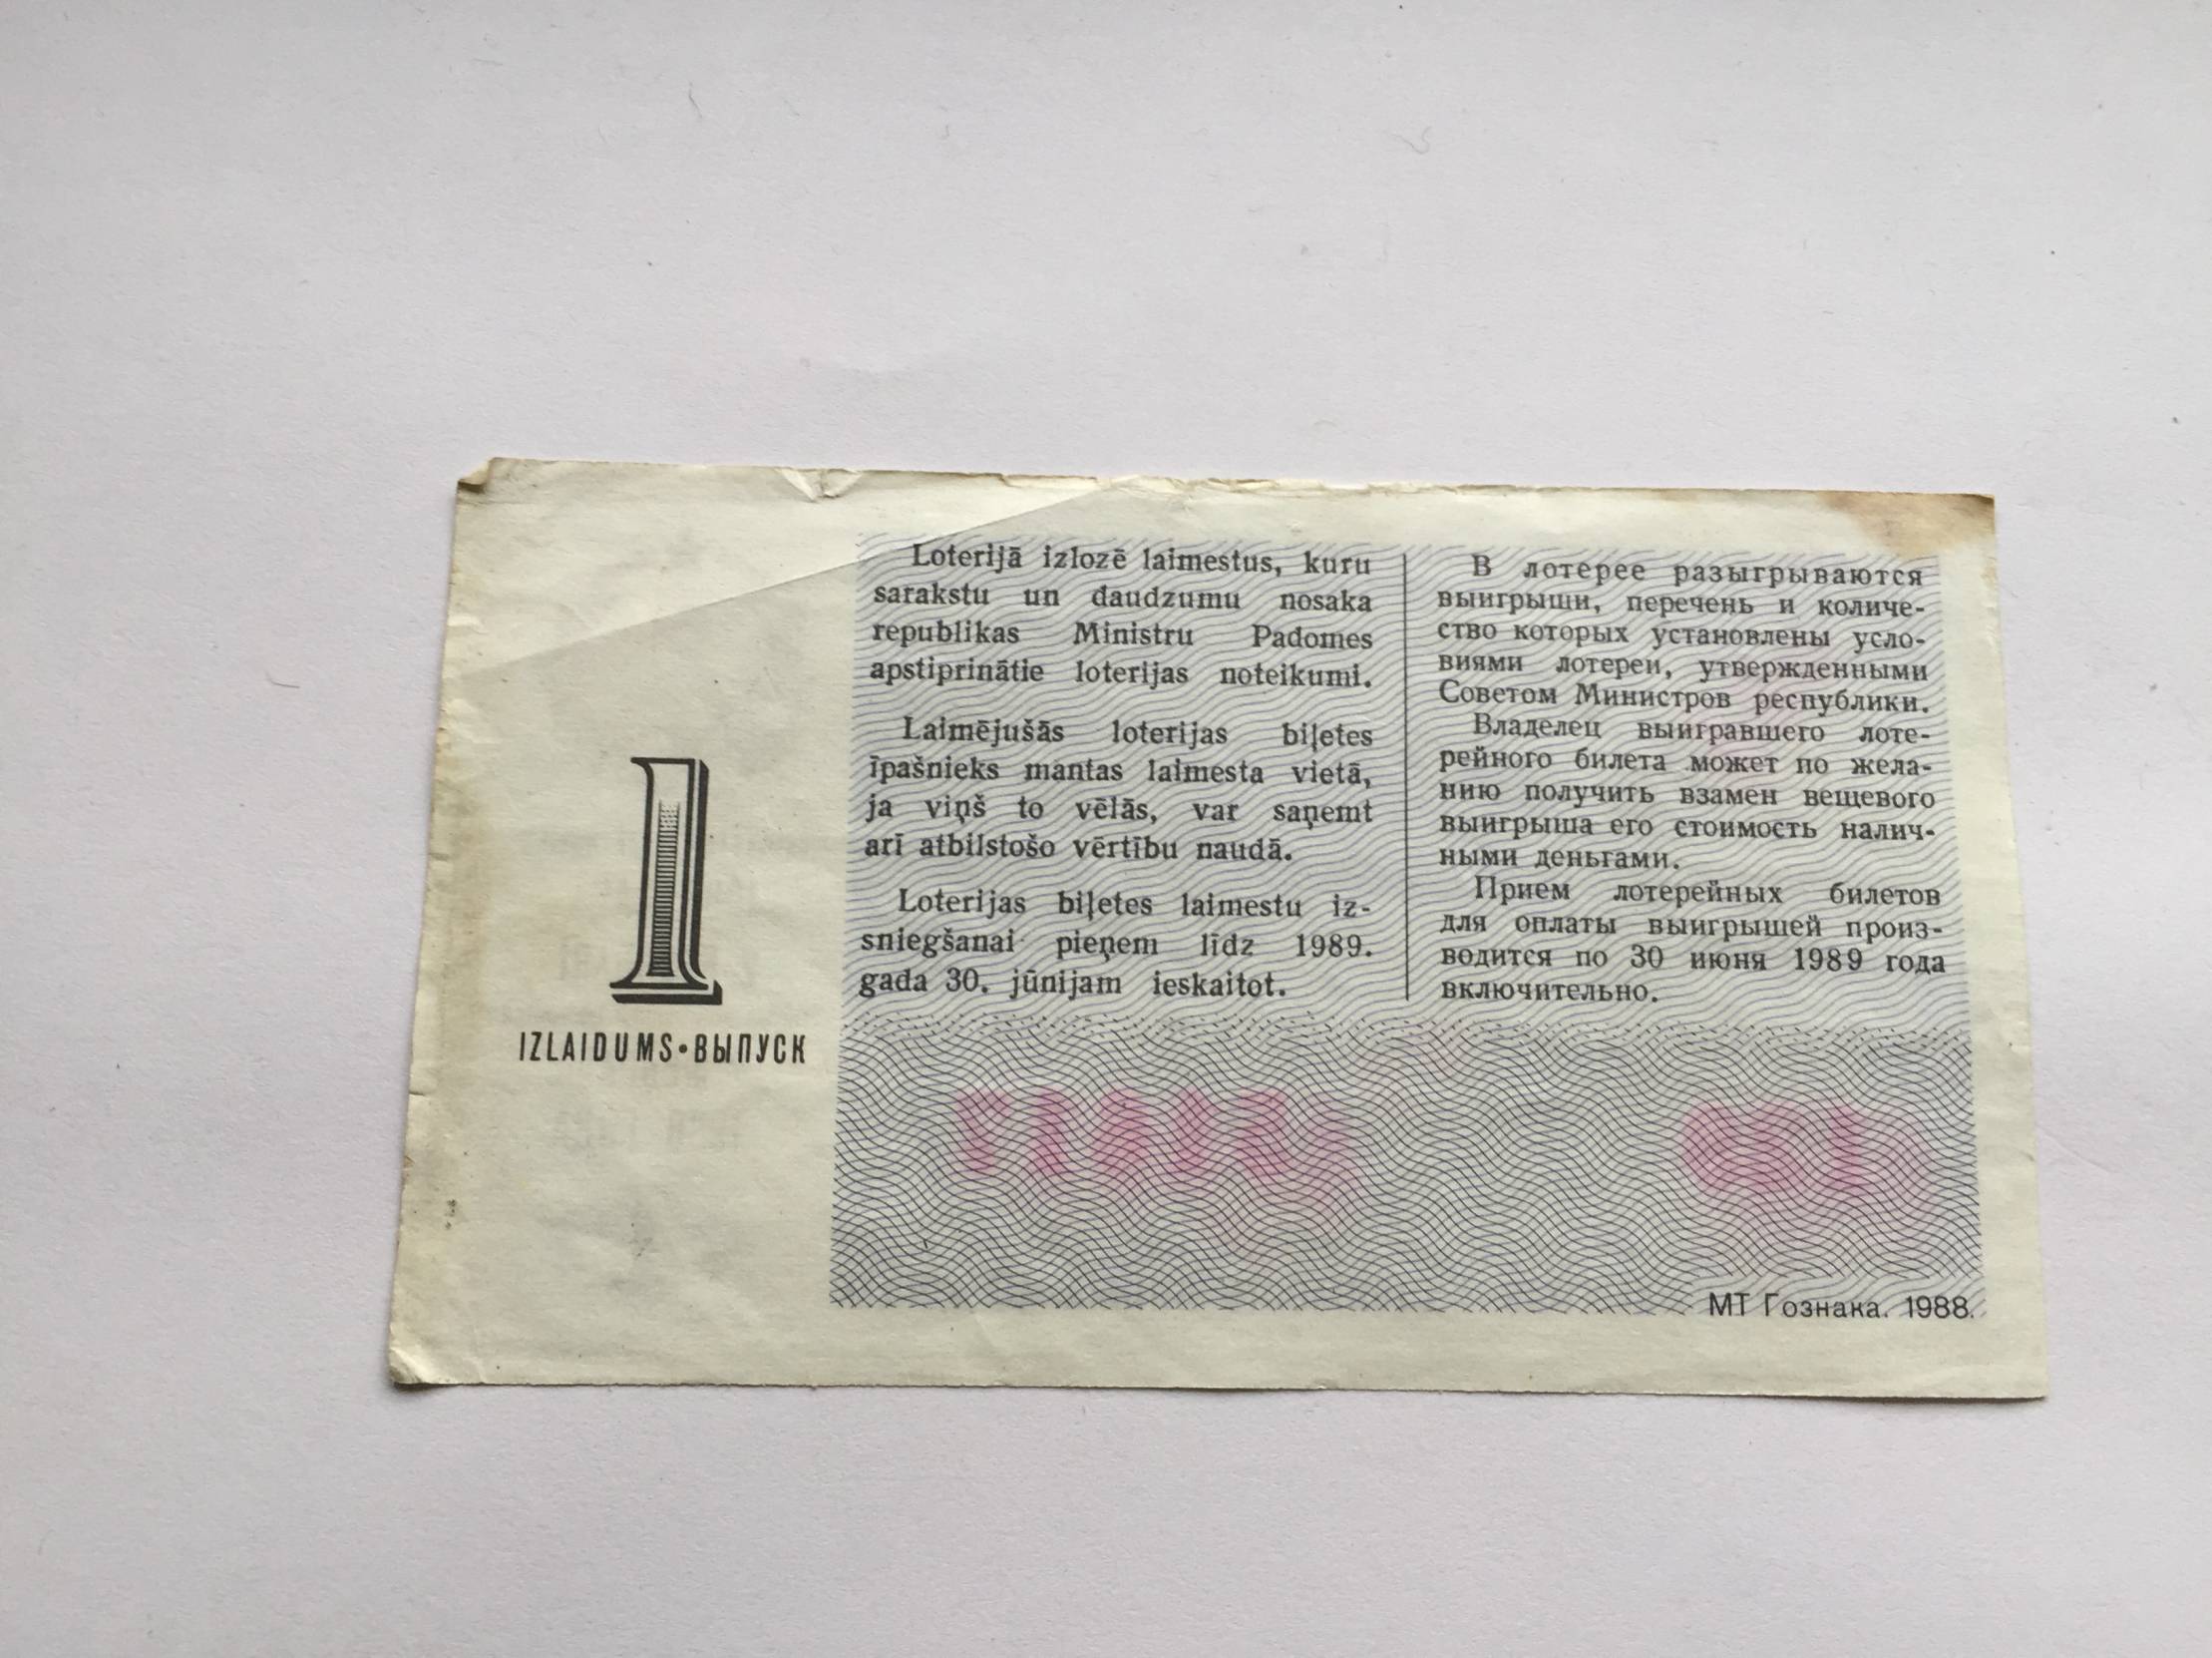 1
IZLAIDUMS•ВЫПУСК
Loterijā izlozē laimestus, kuru
sarakstu un daudzumu nosaka
republikas Ministru Padomes
apstiprinātie loterijas noteikumi.
Laimējušās loterijas biļetes
īpašnieks mantas laimesta vietā,
ja viņš to vēlās, var saņemt
arī atbilstošo vērtību naudā.
Loterijas biļetes laimestu iz-
sniegšanai pieņem līdz 1989.
gada 30. jūnijam ieskaitot.
В лотерее разыгрываются
выигрыши, перечень и количе-
ство которых установлены усло-
виями лотереи, утвержденными
Советом Министров республики.
Владелец выигравшего лоте-
рейного билета может по жела-
нию получить взамен вещевого
выигрыша его стоимость налич-
ными деньгами.
Прием лотерейных билетов
для оплаты выигрышей произ-
водится по 30 июня 1989 года
включительно.
МТ Гознака. 1988.